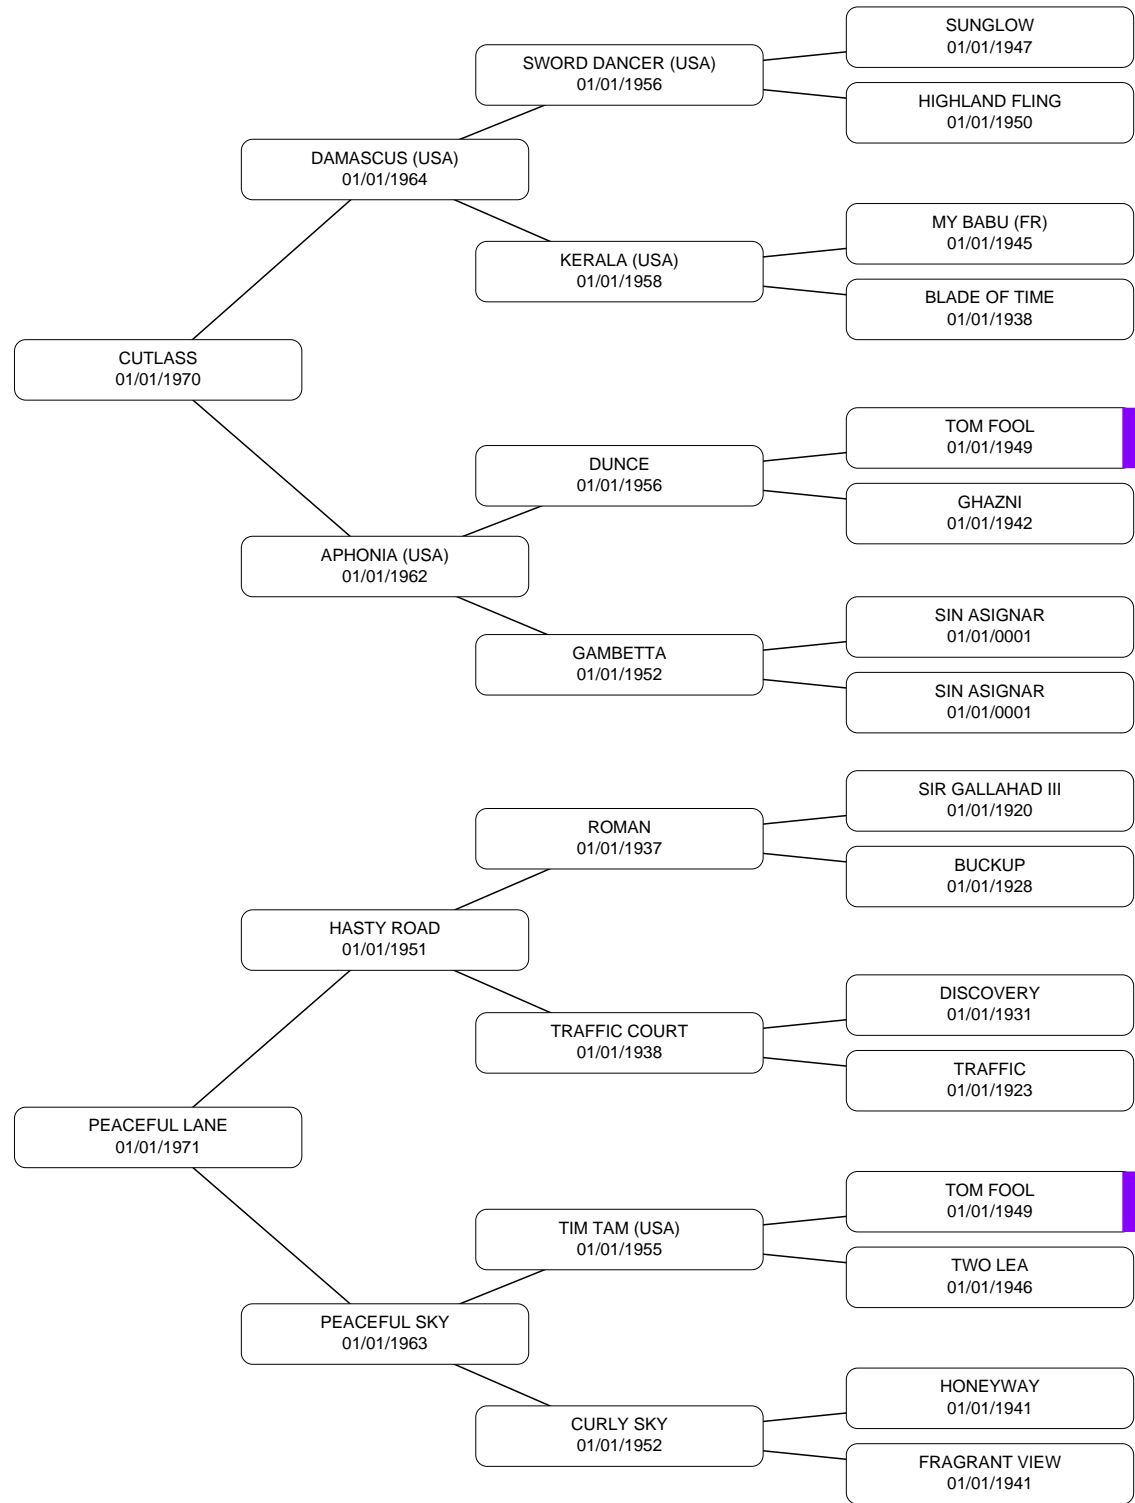 SUNGLOW
01/01/1947
SWORD DANCER (USA)
01/01/1956
HIGHLAND FLING
01/01/1950
DAMASCUS (USA)
01/01/1964
MY BABU (FR)
01/01/1945
KERALA (USA)
01/01/1958
BLADE OF TIME
01/01/1938
CUTLASS
01/01/1970
TOM FOOL
01/01/1949
DUNCE
01/01/1956
GHAZNI
01/01/1942
APHONIA (USA)
01/01/1962
SIN ASIGNAR
01/01/0001
GAMBETTA
01/01/1952
SIN ASIGNAR
01/01/0001
SIR GALLAHAD III
01/01/1920
ROMAN
01/01/1937
BUCKUP
01/01/1928
HASTY ROAD
01/01/1951
DISCOVERY
01/01/1931
TRAFFIC COURT
01/01/1938
TRAFFIC
01/01/1923
PEACEFUL LANE
01/01/1971
TOM FOOL
01/01/1949
TIM TAM (USA)
01/01/1955
TWO LEA
01/01/1946
PEACEFUL SKY
01/01/1963
HONEYWAY
01/01/1941
CURLY SKY
01/01/1952
FRAGRANT VIEW
01/01/1941